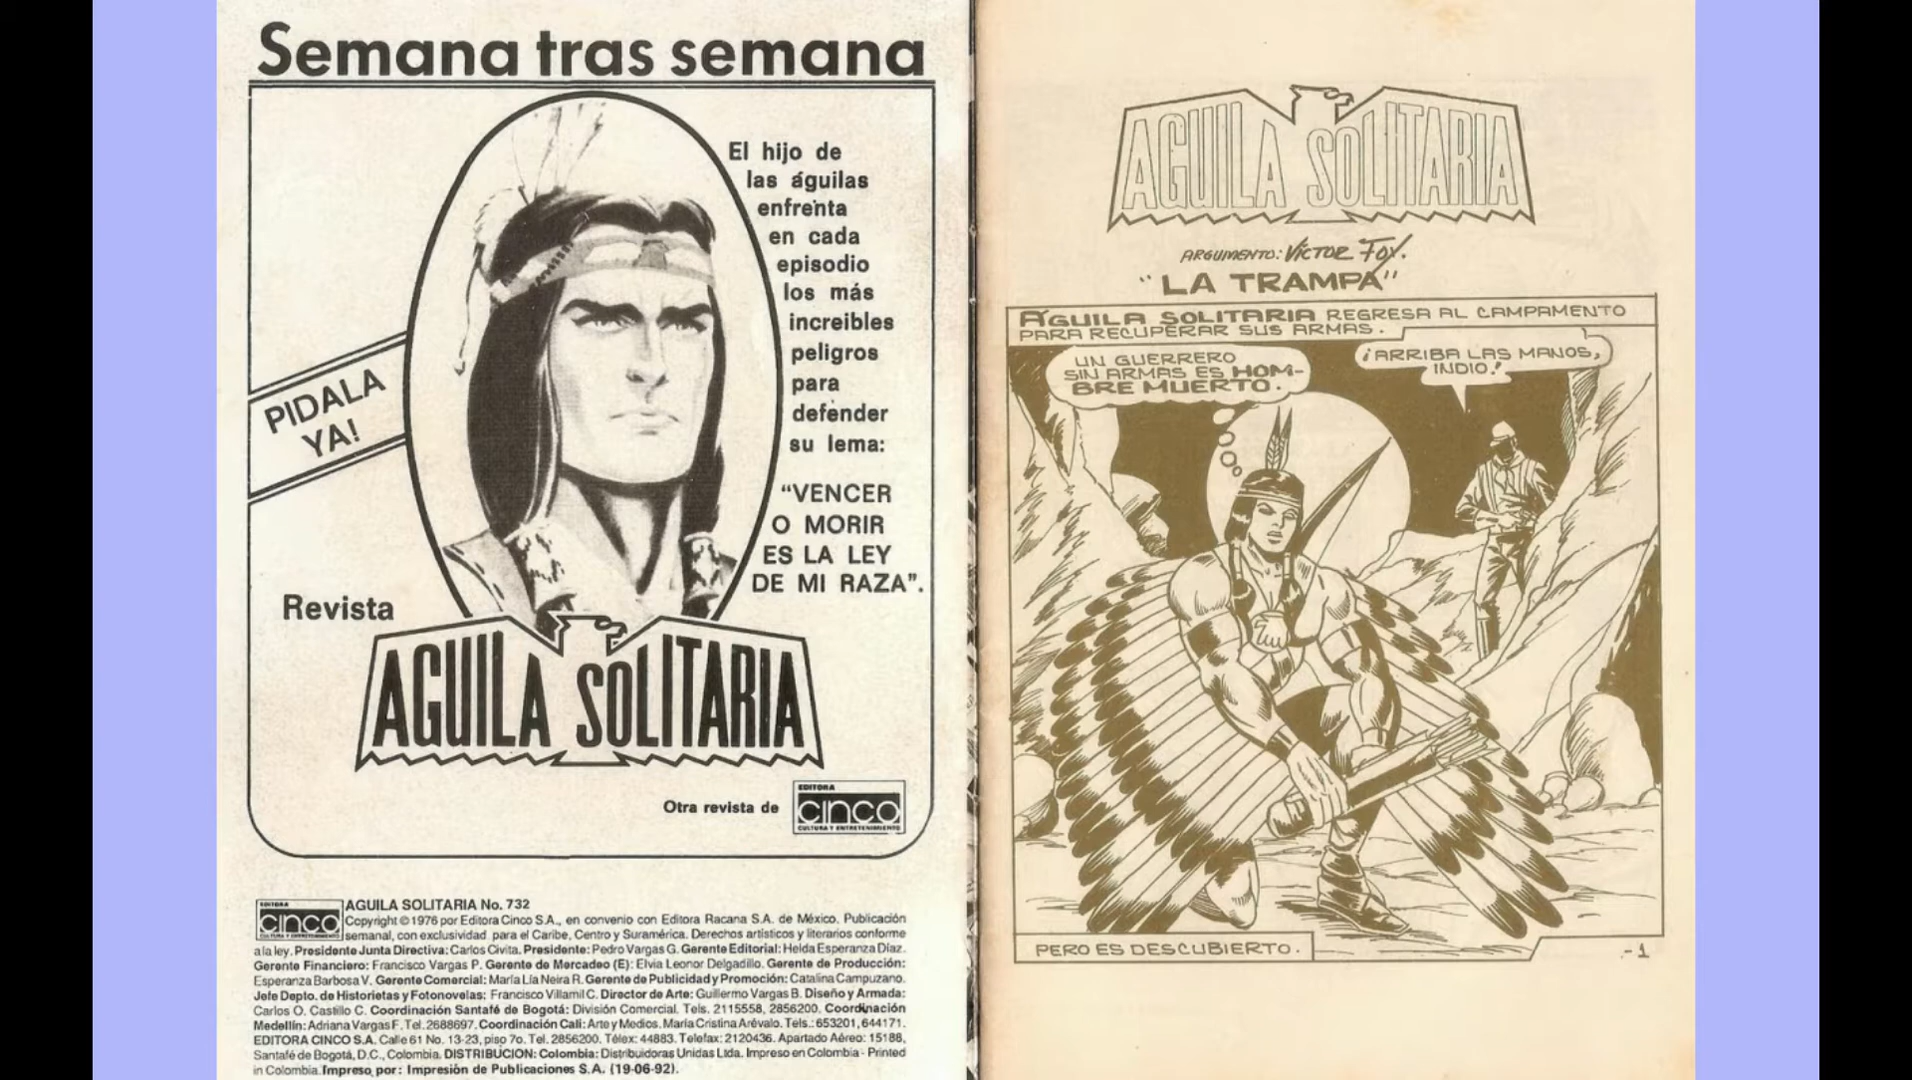 Semana tras semana
El hijo de
las águilas
enfrenta
en cada
episodio
los más
increibles
peligros
para
defender
su lema:
"VENCER
O MORIR
ES LA LEY
DE MI RAZA".
PIDALA
YA!
Revista
AGUILA SOLITARIA
Otra revista de
EDITORA
CINCO
CULTURA Y ENTRETENIMIENTO
EDITORA
CINCO
CULTURA Y ENTRETENIMIENTO
AGUILA SOLITARIA No. 732
Copyright © 1976 por Editora Cinco S.A., en convenio con Editora Racana S.A. de México. Publicación
semanal, con exclusividad para el Caribe, Centro y Suramérica. Derechos artísticos y literarios conforme
a la ley. Presidente Junta Directiva: Carlos Civita. Presidente: Pedro Vargas G. Gerente Editorial: Helda Esperanza Díaz.
Gerente Financiero: Francisco Vargas P. Gerente de Mercadeo (E): Elvia Leonor Delgadillo. Gerente de Producción:
Esperanza Barbosa V. Gerente Comercial: María Lía Neira R. Gerente de Publicidad y Promoción: Catalina Campuzano.
Jefe Depto. de Historietas y Fotonovelas: Francisco Villamil C. Director de Arte: Guillermo Vargas B. Diseño y Armada:
Carlos O. Castillo C. Coordinación Santafé de Bogotá: División Comercial. Tels. 2115558, 2856200. Coordinación
Medellín: Adriana Vargas F. Tel. 2688697. Coordinación Cali: Arte y Medios. María Cristina Arévalo. Tels.: 653201, 644171.
EDITORA CINCO S.A. Calle 61 No. 13-23, piso 7o. Tel. 2856200. Télex: 44883. Telefax: 2120436. Apartado Aéreo: 15188,
Santafé de Bogotá, D.C., Colombia. DISTRIBUCION: Colombia: Distribuidoras Unidas Ltda. Impreso en Colombia - Printed
in Colombia. Impreso por: Impresión de Publicaciones S.A. (19-06-92).
AGUILA SOLITARIA
ARGUMENTO: VÍCTOR FOX.
"LA TRAMPA"
ÁGUILA SOLITARIA REGRESA AL CAMPAMENTO
PARA RECUPERAR SUS ARMAS.
UN GUERRERO
SIN ARMAS ES HOM-
BRE MUERTO.
¡ARRIBA LAS MANOS,
INDIO!
PERO ES DESCUBIERTO.
-1